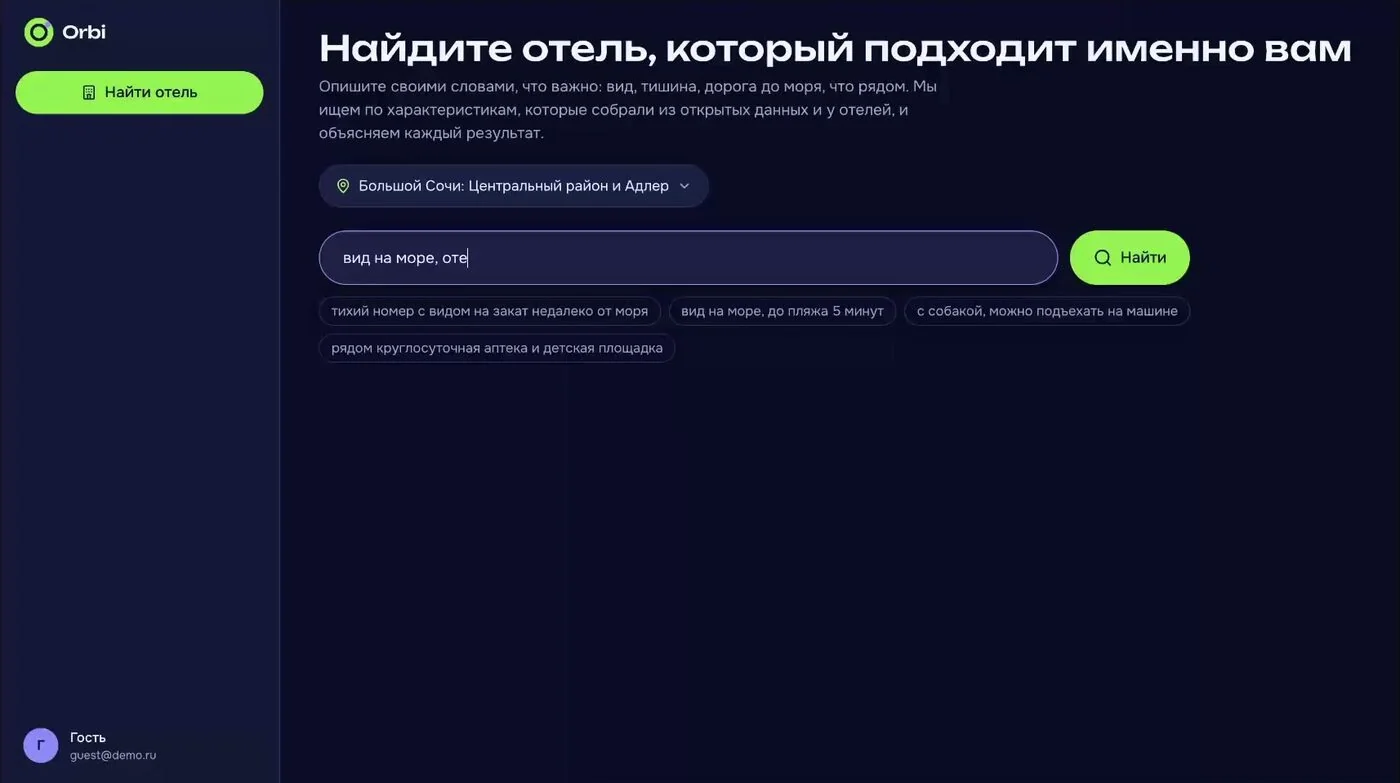 Orbi
Найти отель
Найдите отель, который подходит именно вам
Опишите своими словами, что важно: вид, тишина, дорога до моря, что рядом. Мы
ищем по характеристикам, которые собрали из открытых данных и у отелей, и
объясняем каждый результат.
Большой Сочи: Центральный район и Адлер
вид на море, оте
Найти
тихий номер с видом на закат недалеко от моря
вид на море, до пляжа 5 минут
с собакой, можно подъехать на машине
рядом круглосуточная аптека и детская площадка
Г
Гость
guest@demo.ru